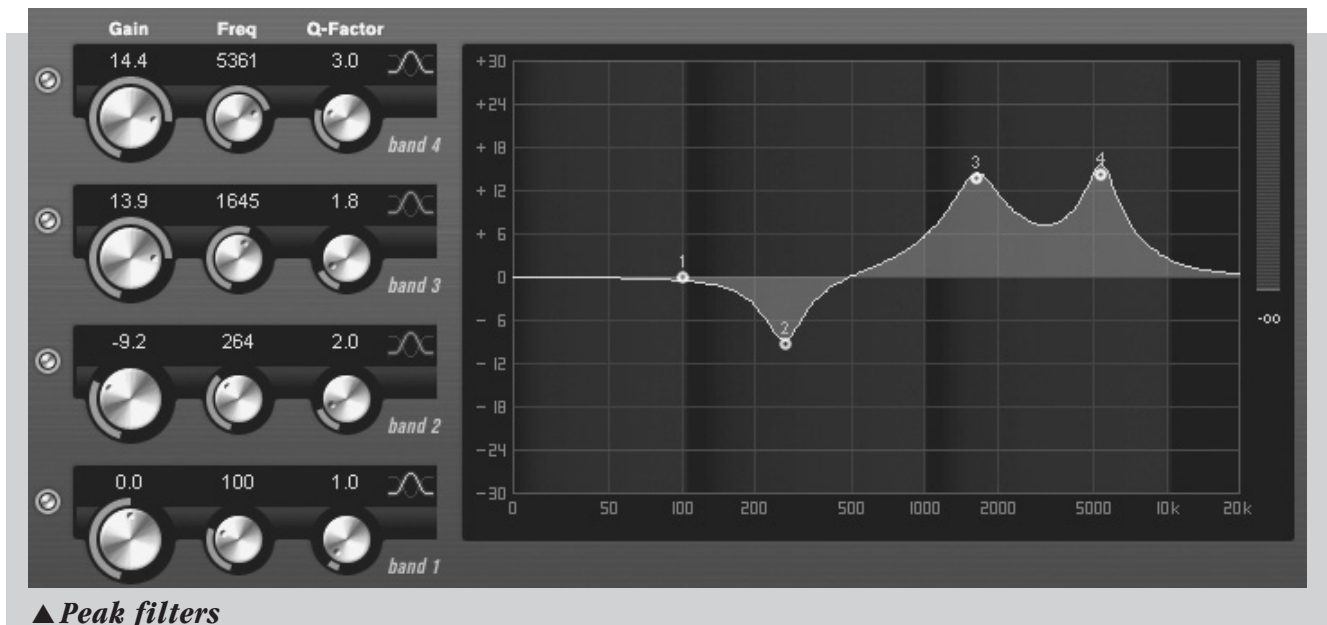 Gain Freq Q-Factor
14.4 5361 3.0
band 4
13.9 1645 1.8
band 3
-9.2 264 2.0
band 2
0.0 100 1.0
band 1
+30
+24
+18
+12
+6
0
-6
-12
-18
-24
-30
0 50 100 200 500 1000 2000 5000 10k 20k
1
2
3
4
-oo
▲Peak filters